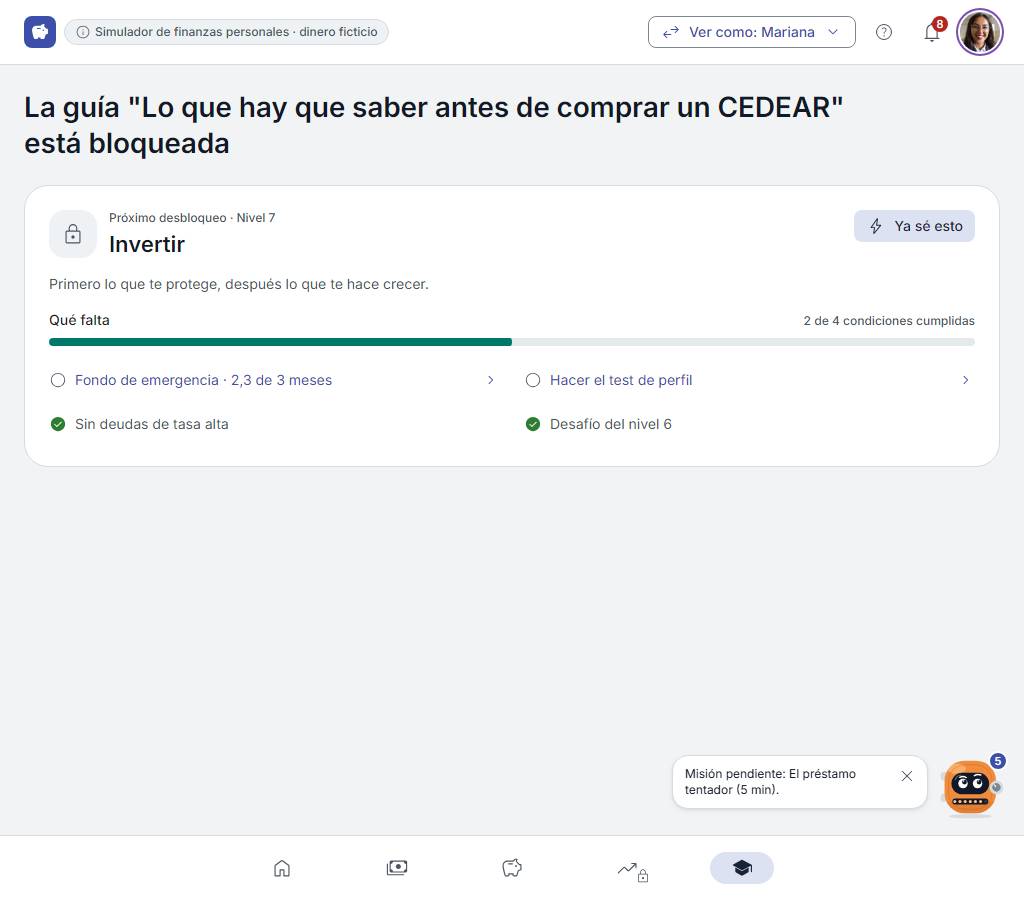 Simulador de finanzas personales · dinero ficticio
Ver como: Mariana
8
La guía "Lo que hay que saber antes de comprar un CEDEAR"
está bloqueada
Próximo desbloqueo · Nivel 7
Invertir
Ya sé esto
Primero lo que te protege, después lo que te hace crecer.
Qué falta
2 de 4 condiciones cumplidas
Fondo de emergencia · 2,3 de 3 meses
Hacer el test de perfil
Sin deudas de tasa alta
Desafío del nivel 6
Misión pendiente: El préstamo
tentador (5 min).
5